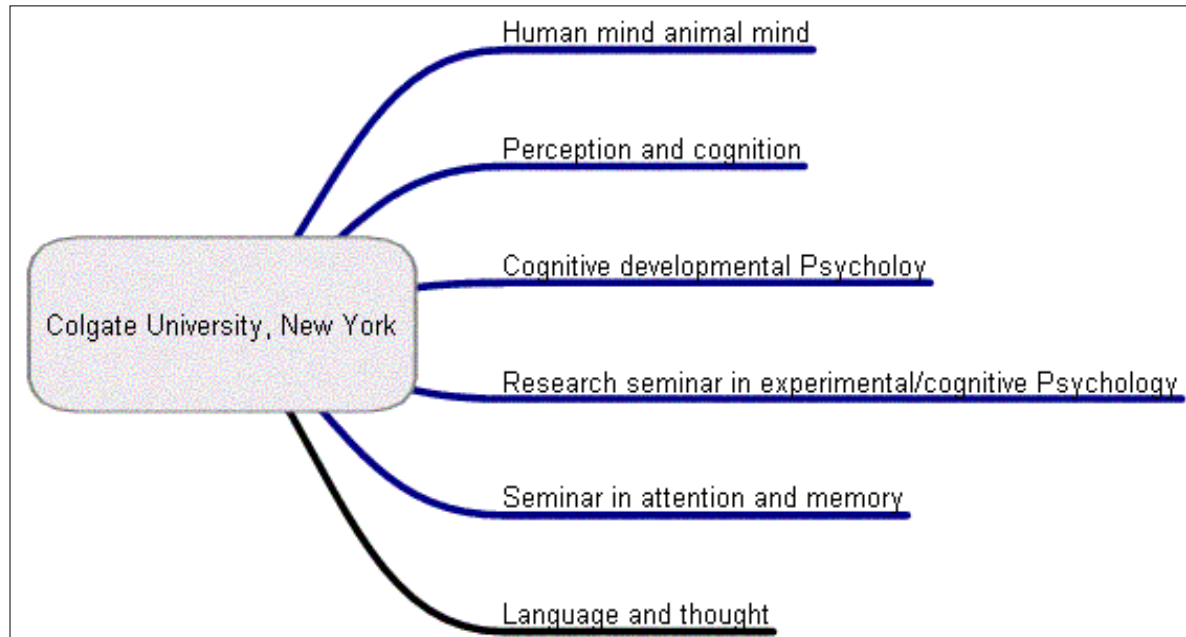 Human mind animal mind
Perception and cognition
Cognitive developmental Psycholoy
Colgate University, New York
Research seminar in experimental/cognitive Psychology
Seminar in attention and memory
Language and thought